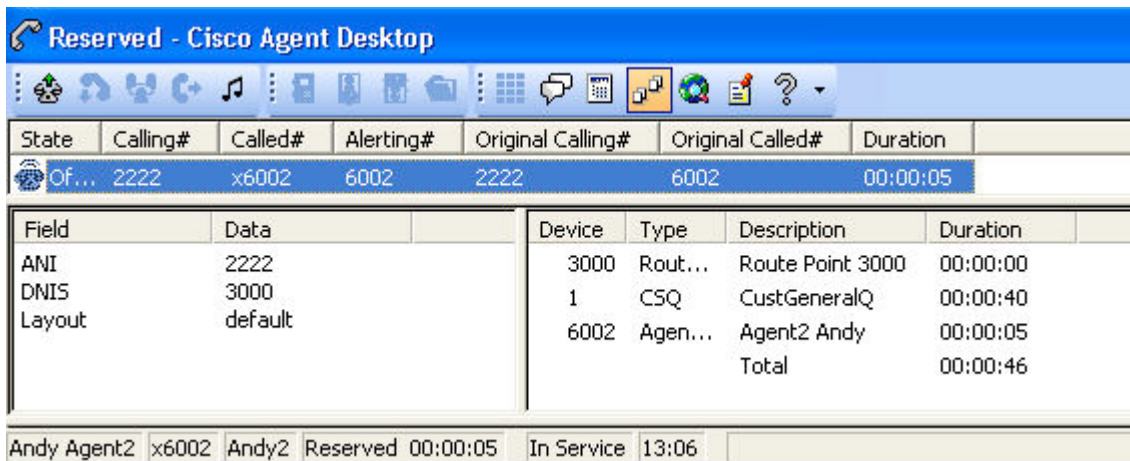 Reserved - Cisco Agent Desktop
State Calling# Called# Alerting# Original Calling# Original Called# Duration
Of... 2222 x6002 6002 2222 6002 00:00:05
Field Data Device Type Description Duration
ANI 2222 3000 Rout... Route Point 3000 00:00:00
DNIS 3000 1 CSQ CustGeneralQ 00:00:40
Layout default 6002 Agen... Agent2 Andy 00:00:05
Total 00:00:46
Andy Agent2 x6002 Andy2 Reserved 00:00:05 In Service 13:06